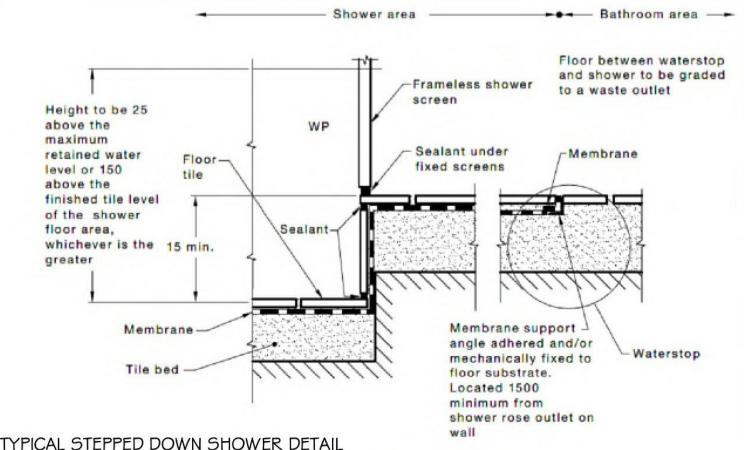 Shower area
Bathroom area
Floor between waterstop
and shower to be graded
to a waste outlet
Frameless shower
screen
Height to be 25
above the
maximum
retained water
level or 150
above the
finished tile level
of the shower
floor area,
whichever is the
greater
WP
Floor
tile
Sealant under
fixed screens
Membrane
15 min.
Sealant
Membrane
Tile bed
Membrane support
angle adhered and/or
mechanically fixed to
floor substrate.
Located 1500
minimum from
shower rose outlet on
wall
Waterstop
TYPICAL STEPPED DOWN SHOWER DETAIL